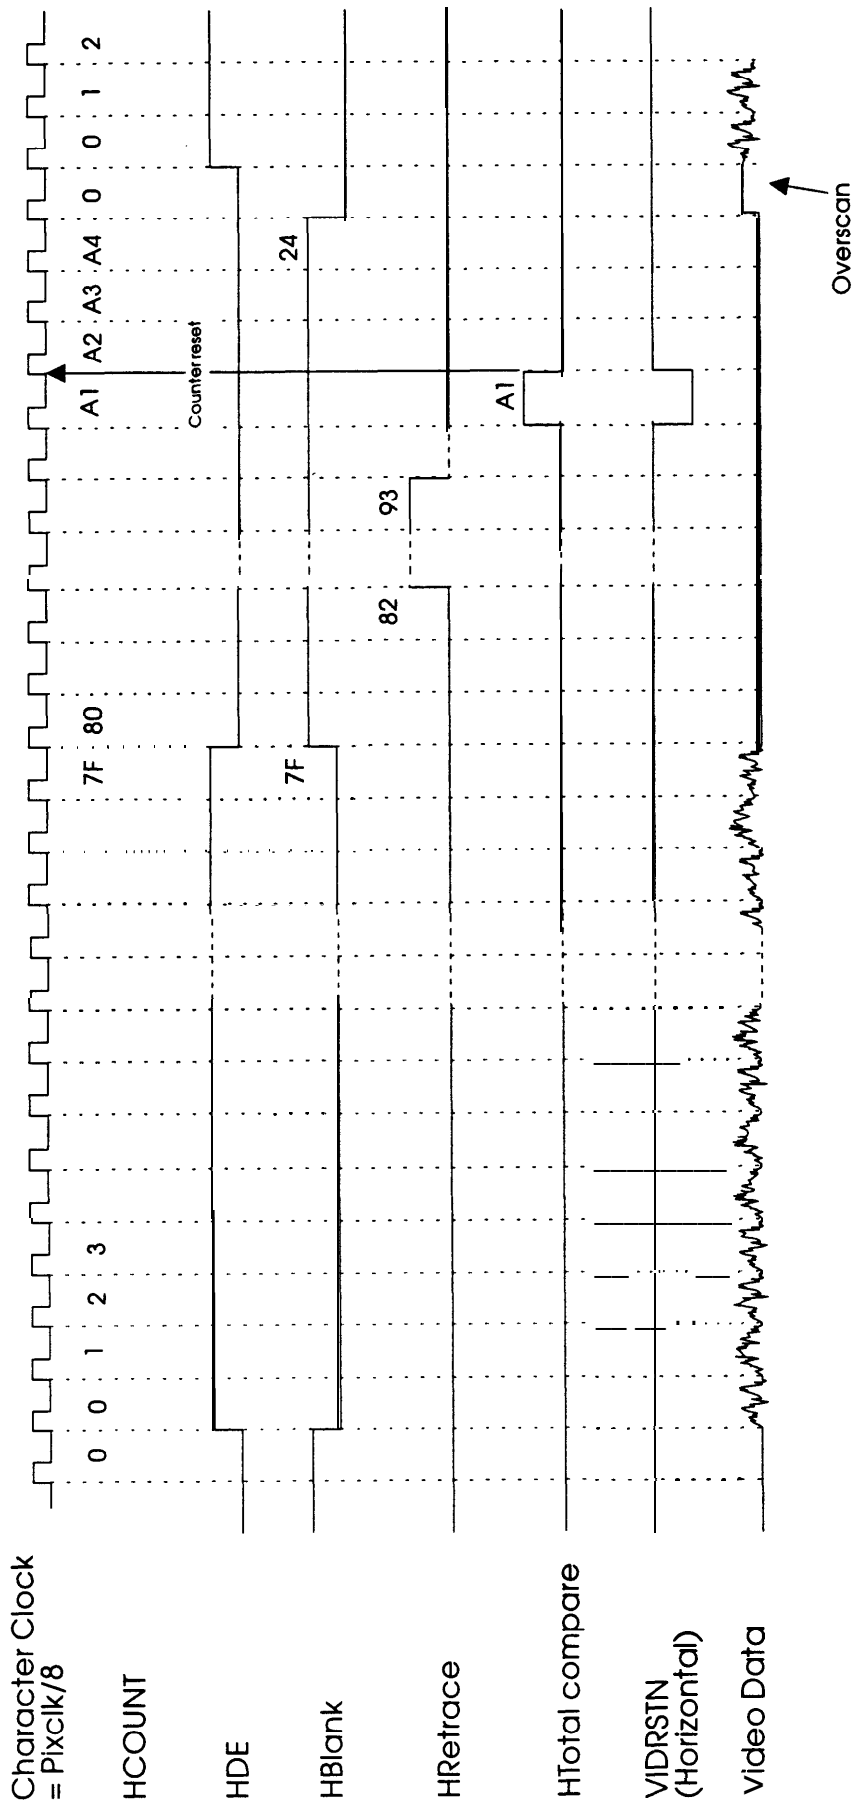 Character Clock
= Pixclk/8
0 0 1 2 3 7F 80 A1 A2 A3 A4 0 0 1 2
HCOUNT
Counter reset
HDE
7F 24
HBlank
82 93
HRetrace
A1
HTotal compare
VIDRSTN
(Horizontal)
Video Data
Overscan